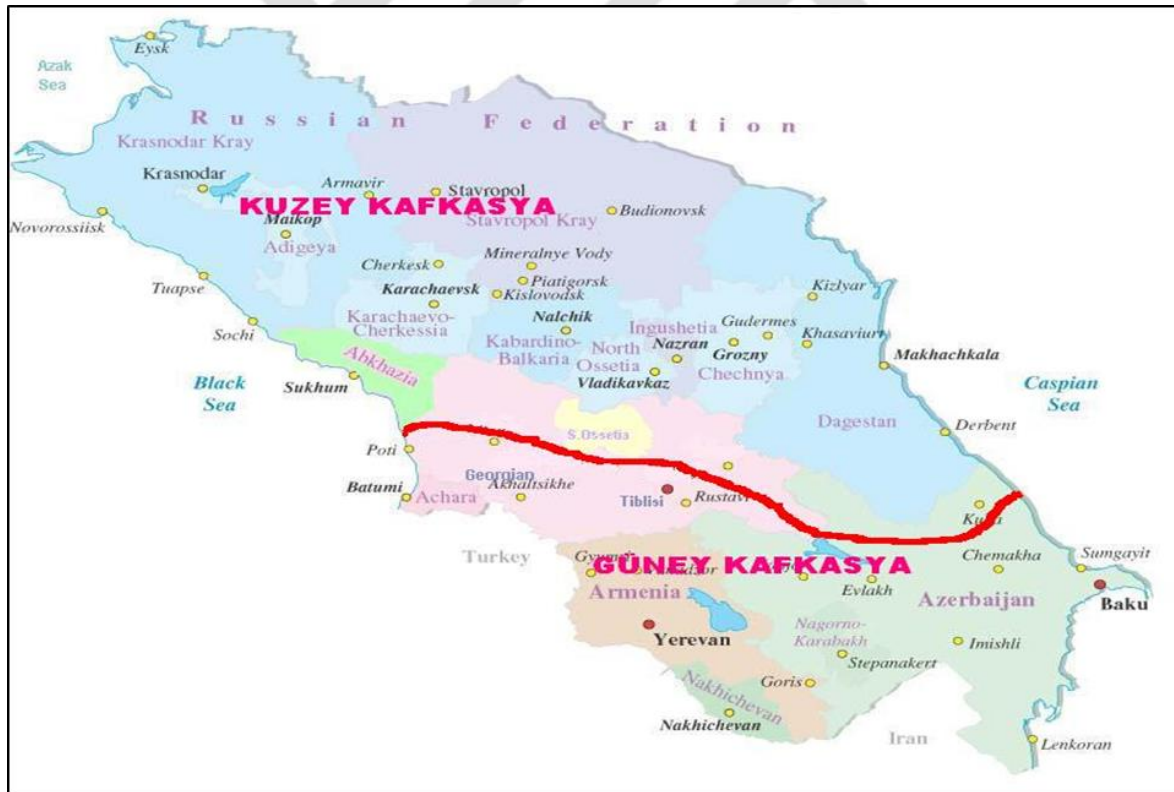 Eysk
Azak
Sea
Russian Federation
Krasnodar Kray
Krasnodar
Armavir
Stavropol
KUZEY KAFKASYA
Stavropol Kray
Budionovsk
Novorossiisk
Maikop
Adigeya
Mineralnye Vody
Cherkesk
Tuapse
Piatigorsk
Karachaevsk
Kislovodsk
Kizlyar
Karachaevo-
Cherkessia
Nalchik
Sochi
Kabardino-
Balkaria
Ingushetia
Gudermes
North
Ossetia
Nazran
Grozny
Khasaviurt
Abkhazia
Vladikavkaz
Chechnya
Makhachkala
Black
Sea
Sukhum
Caspian
Sea
Dagestan
Derbent
S.Ossetia
Poti
Georgian
Batumi
Achara
Akhaltsikhe
Tiblisi
Rustavi
Turkey
GÜNEY KAFKASYA
Chemakha
Sumgayit
Armenia
Evlakh
Azerbaijan
Baku
Yerevan
Nagorno-
Karabakh
Imishli
Stepanakert
Goris
Nakhichevan
Nakhichevan
Iran
Lenkoran